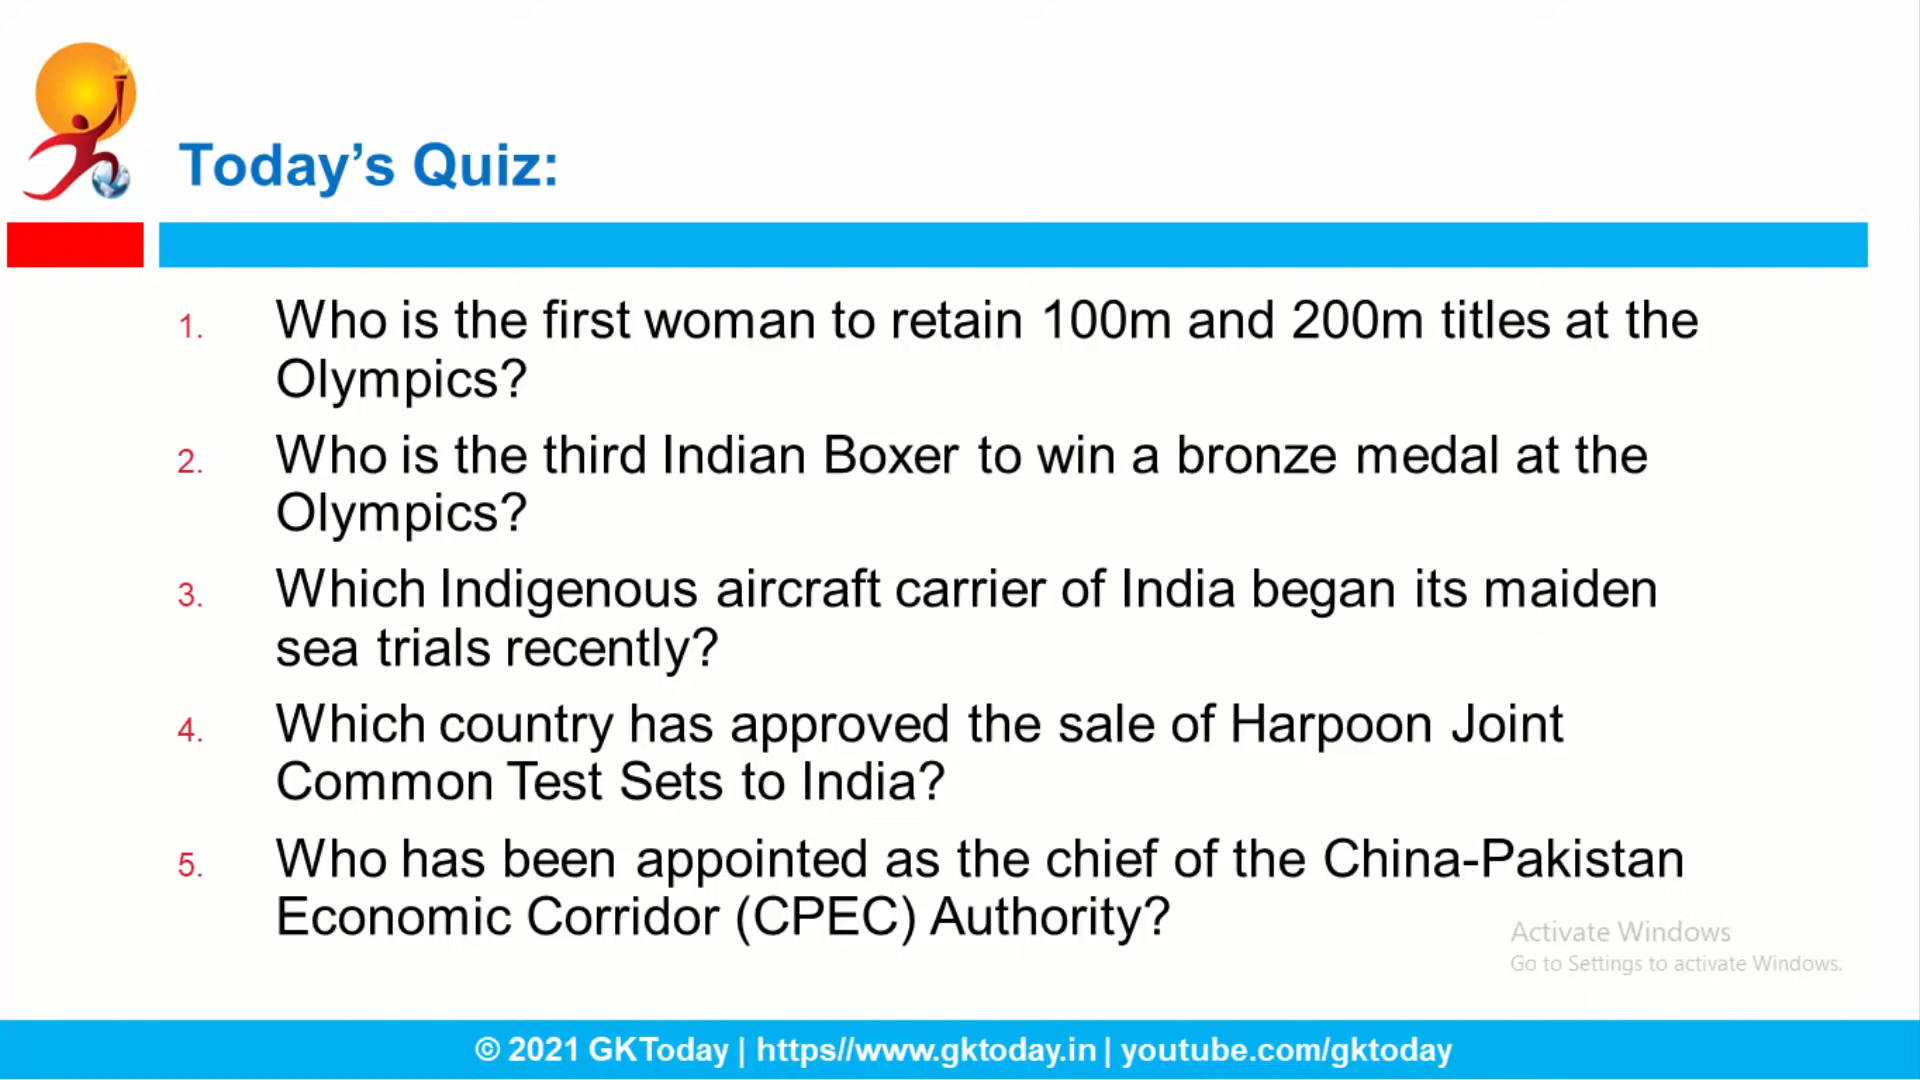 Today’s Quiz:
1. Who is the first woman to retain 100m and 200m titles at the
Olympics?
2. Who is the third Indian Boxer to win a bronze medal at the
Olympics?
3. Which Indigenous aircraft carrier of India began its maiden
sea trials recently?
4. Which country has approved the sale of Harpoon Joint
Common Test Sets to India?
5. Who has been appointed as the chief of the China-Pakistan
Economic Corridor (CPEC) Authority?
Activate Windows
Go to Settings to activate Windows.
© 2021 GKToday | https//www.gktoday.in | youtube.com/gktoday